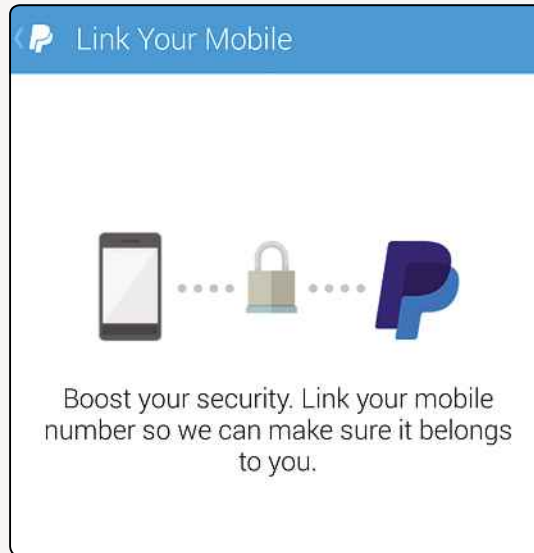 Link Your Mobile
Boost your security. Link your mobile
number so we can make sure it belongs
to you.